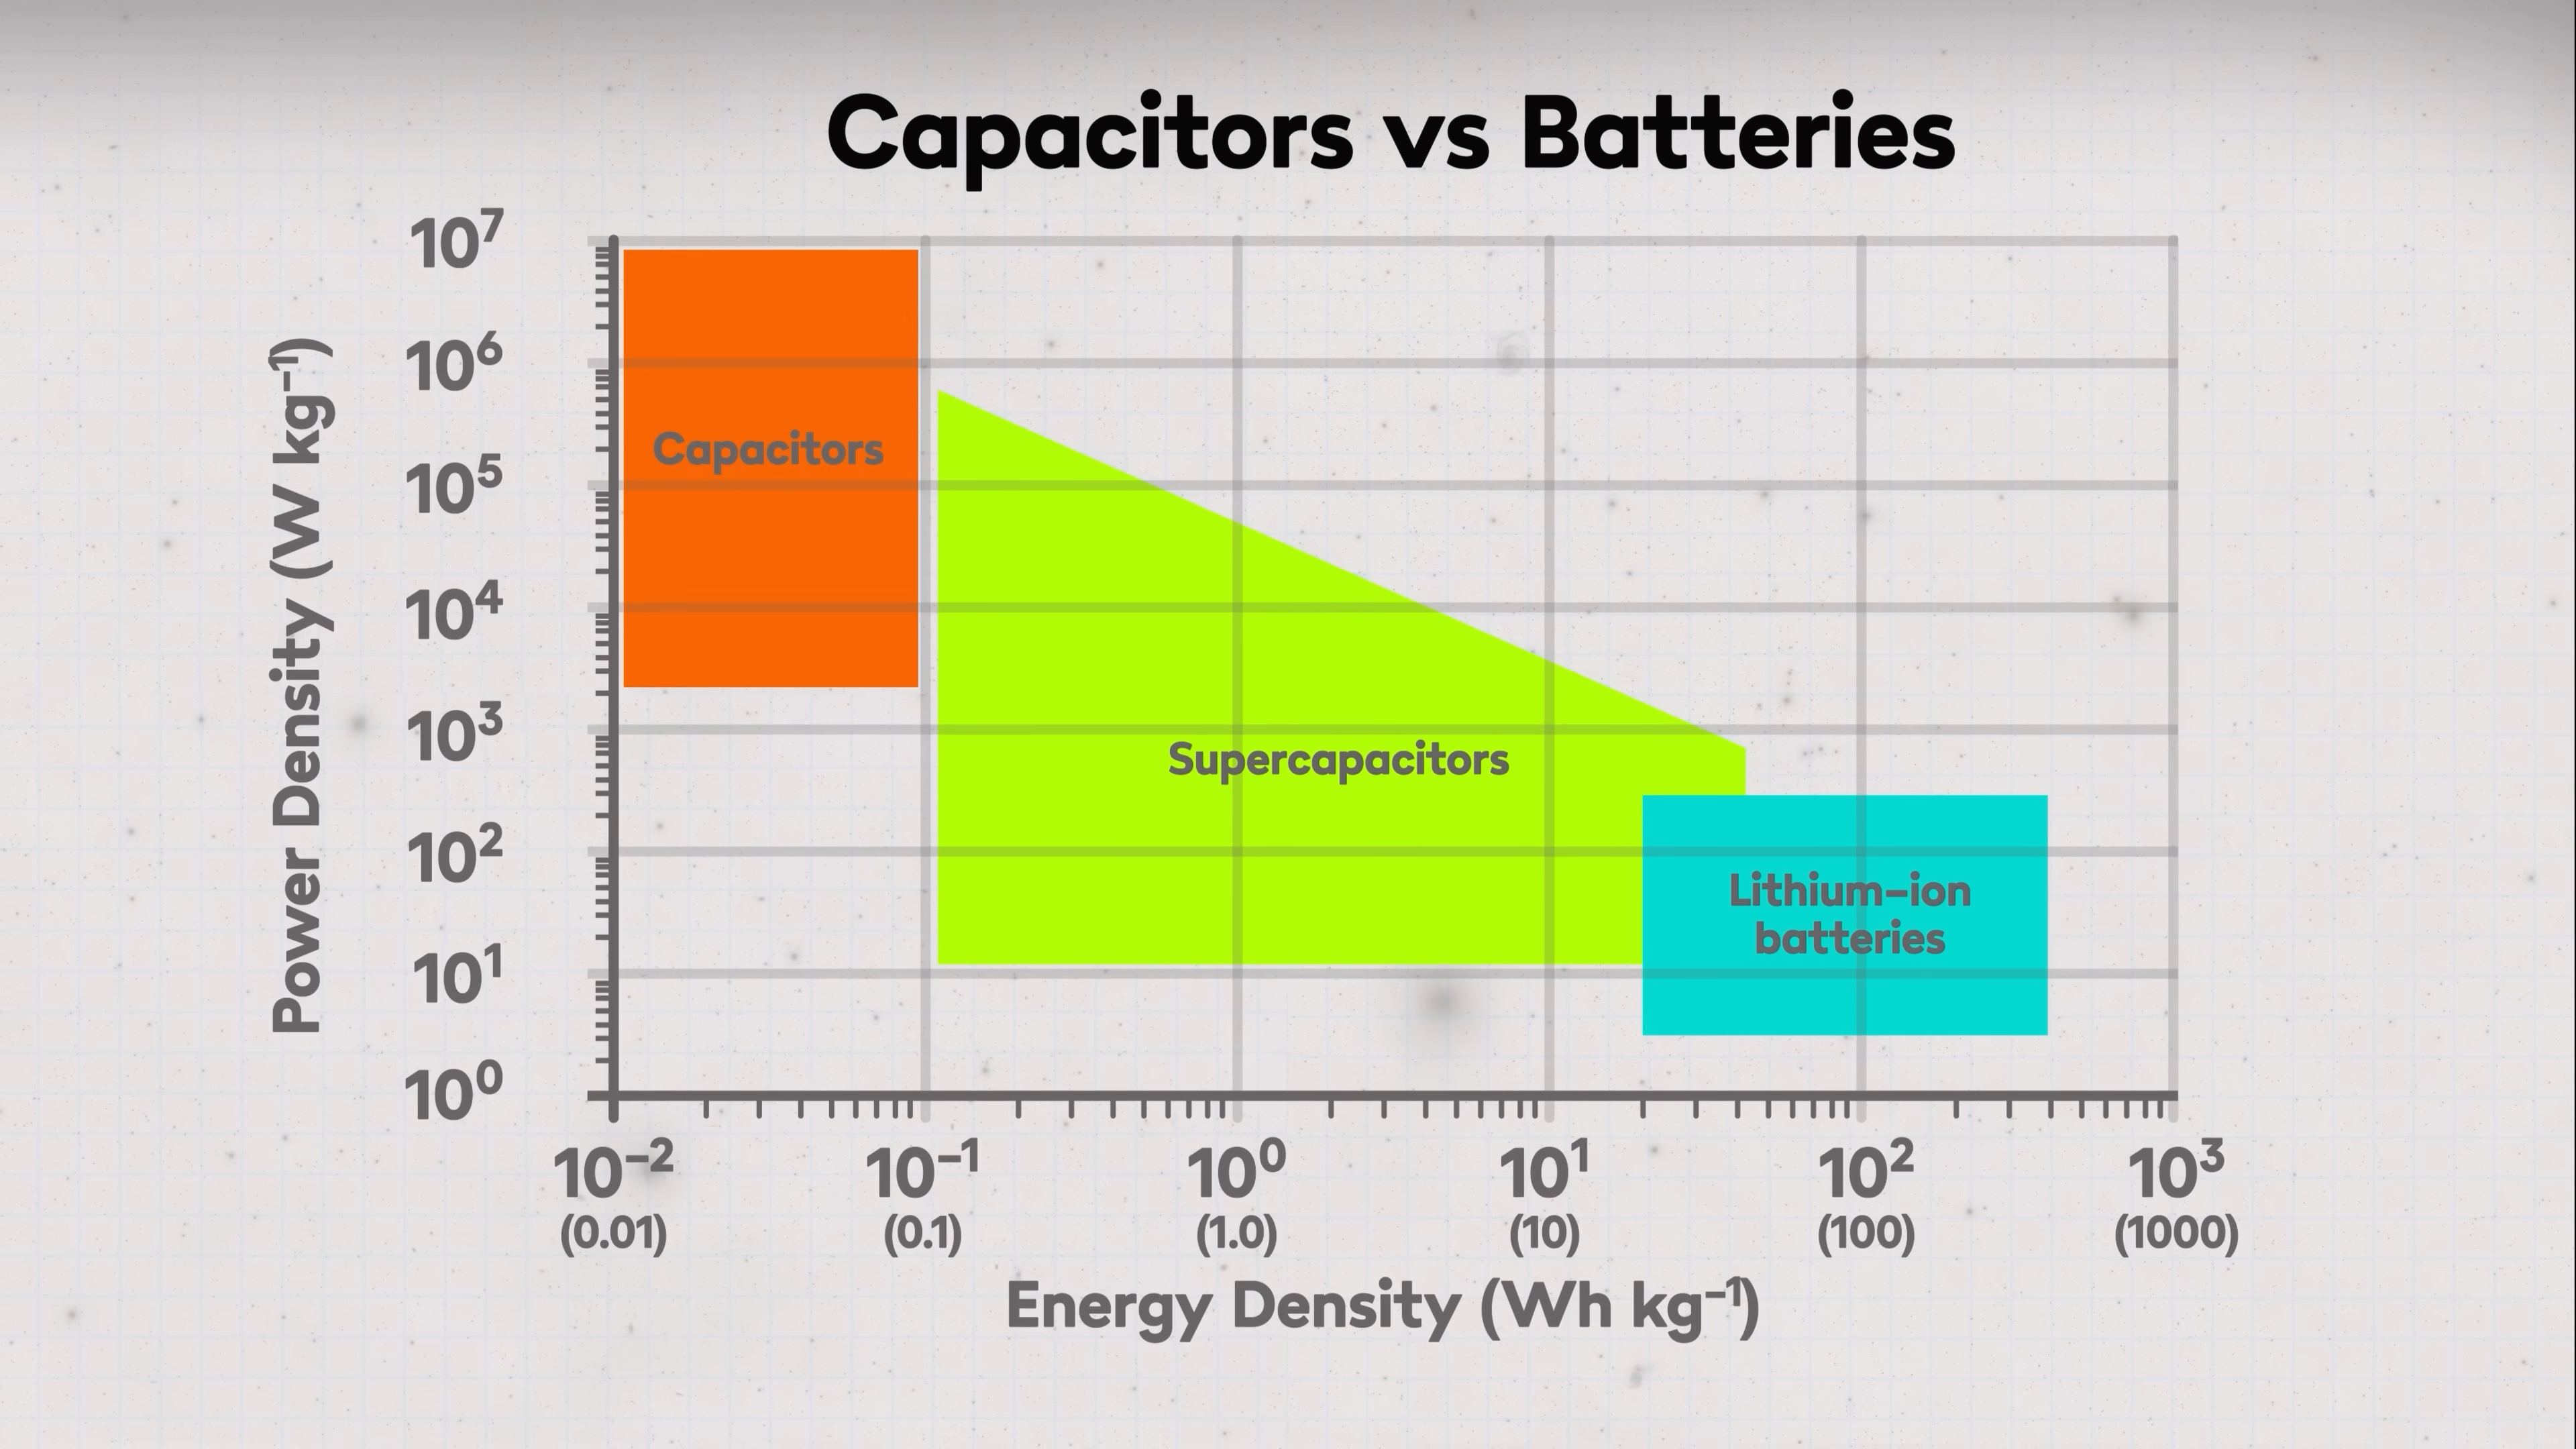 Capacitors vs Batteries
10⁷
10⁶
10⁵
10⁴
10³
10²
10¹
10⁰
Power Density (W kg⁻¹)
Capacitors
Supercapacitors
Lithium–ion
batteries
10⁻² 10⁻¹ 10⁰ 10¹ 10² 10³
(0.01) (0.1) (1.0) (10) (100) (1000)
Energy Density (Wh kg⁻¹)